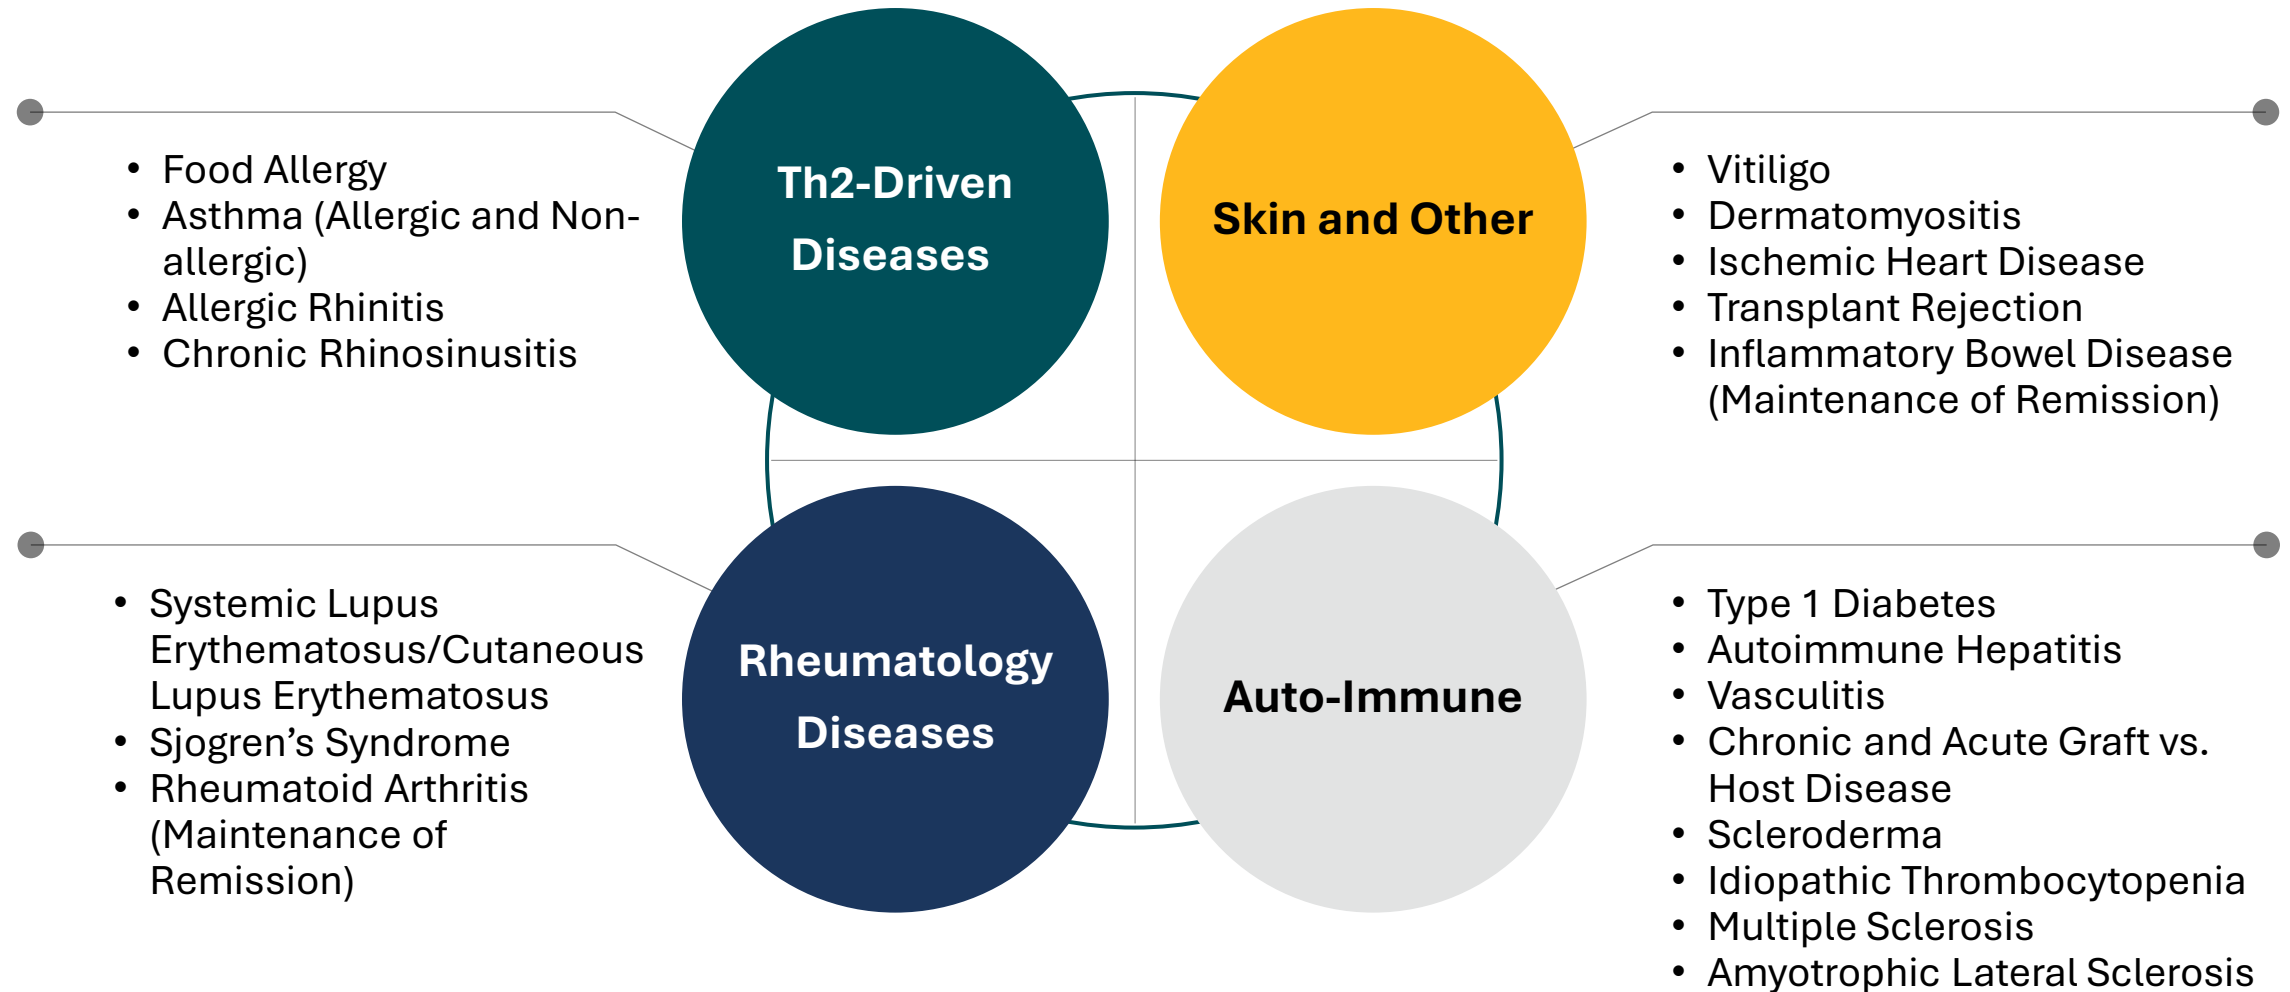 Th2-Driven
Diseases
• Food Allergy
• Asthma (Allergic and Non-
allergic)
• Allergic Rhinitis
• Chronic Rhinosinusitis
Skin and Other
• Vitiligo
• Dermatomyositis
• Ischemic Heart Disease
• Transplant Rejection
• Inflammatory Bowel Disease
(Maintenance of Remission)
Rheumatology
Diseases
• Systemic Lupus
Erythematosus/Cutaneous
Lupus Erythematosus
• Sjogren’s Syndrome
• Rheumatoid Arthritis
(Maintenance of
Remission)
Auto-Immune
• Type 1 Diabetes
• Autoimmune Hepatitis
• Vasculitis
• Chronic and Acute Graft vs.
Host Disease
• Scleroderma
• Idiopathic Thrombocytopenia
• Multiple Sclerosis
• Amyotrophic Lateral Sclerosis